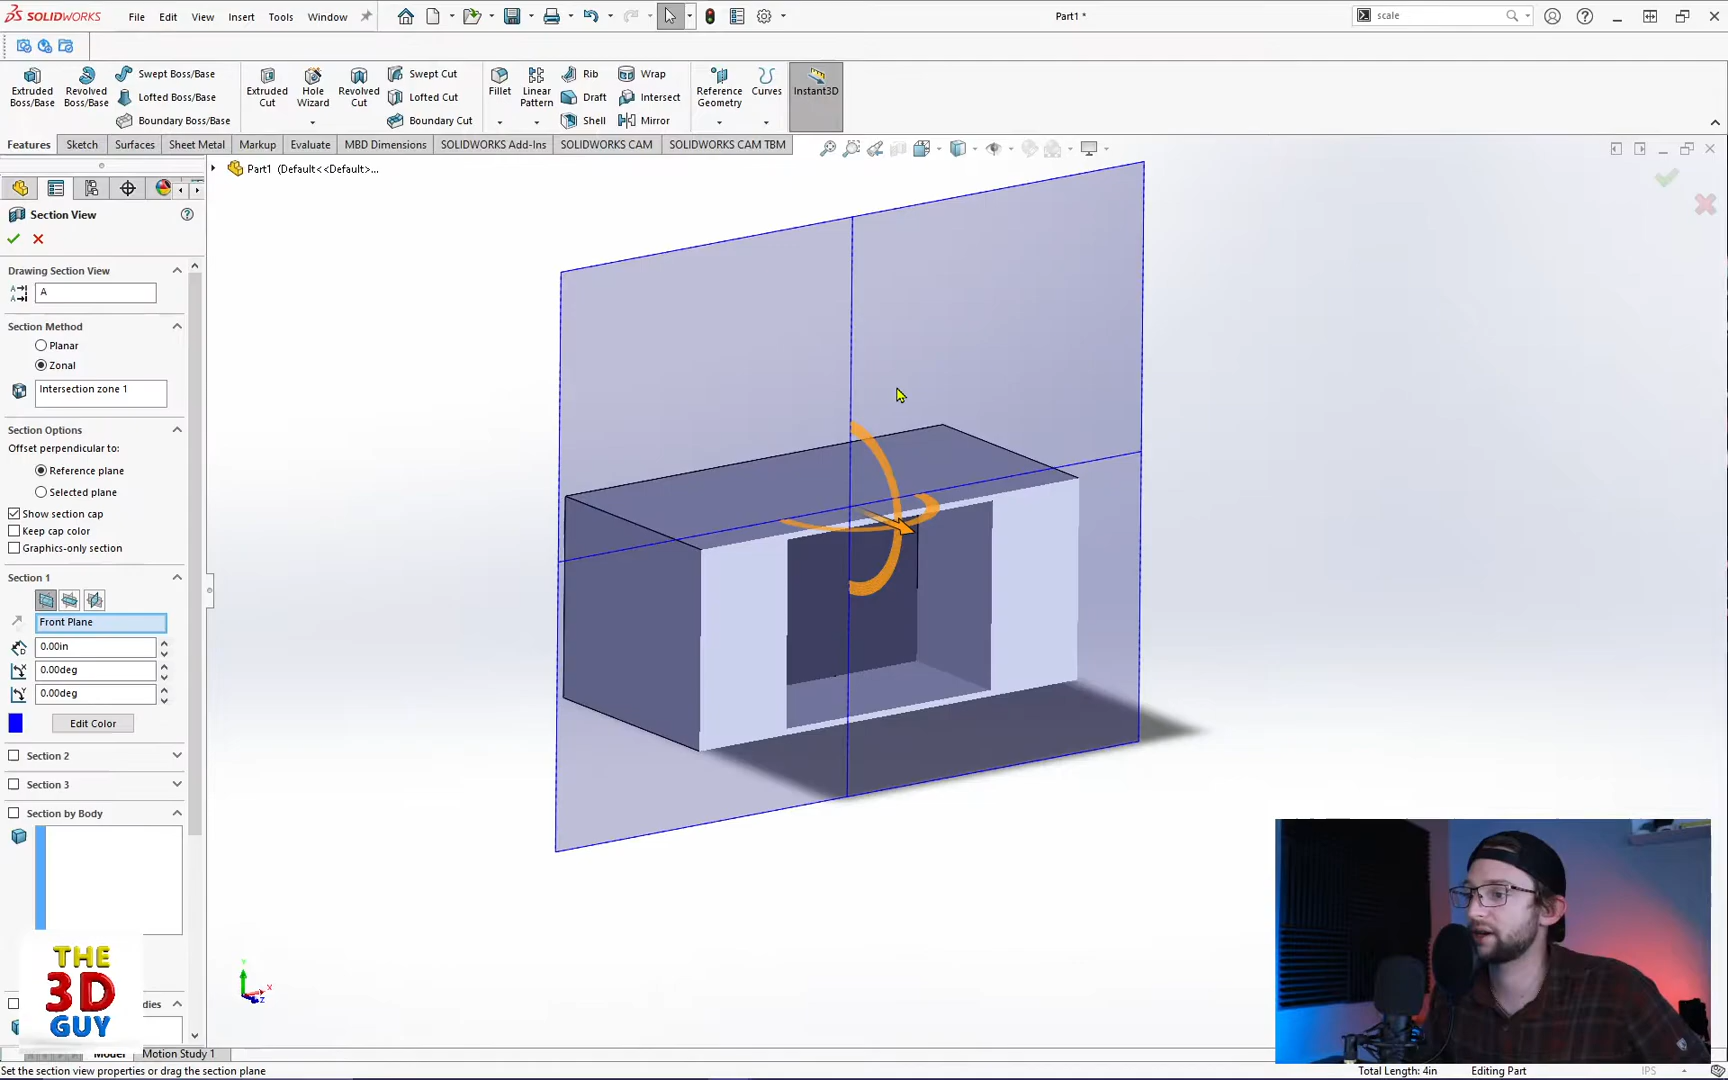 SOLIDWORKS File Edit View Insert Tools Window Part1 * scale
Extruded Boss/Base Revolved Boss/Base Swept Boss/Base Lofted Boss/Base Boundary Boss/Base Extruded Cut Hole Wizard Revolved Cut Swept Cut Lofted Cut Boundary Cut Fillet Linear Pattern Rib Draft Shell Wrap Intersect Mirror Reference Geometry Curves Instant3D
Features Sketch Surfaces Sheet Metal Markup Evaluate MBD Dimensions SOLIDWORKS Add-Ins SOLIDWORKS CAM SOLIDWORKS CAM TBM
Part1 (Default<<Default>...
Section View
Drawing Section View
A
Section Method
Planar
Zonal
Intersection zone 1
Section Options
Offset perpendicular to:
Reference plane
Selected plane
Show section cap
Keep cap color
Graphics-only section
Section 1
Front Plane
0.00in
0.00deg
0.00deg
Edit Color
Section 2
Section 3
Section by Body
THE
3D
GUY
dies
Y
X
Z
Model Motion Study 1
Set the section view properties or drag the section plane Total Length: 4in Editing Part IPS